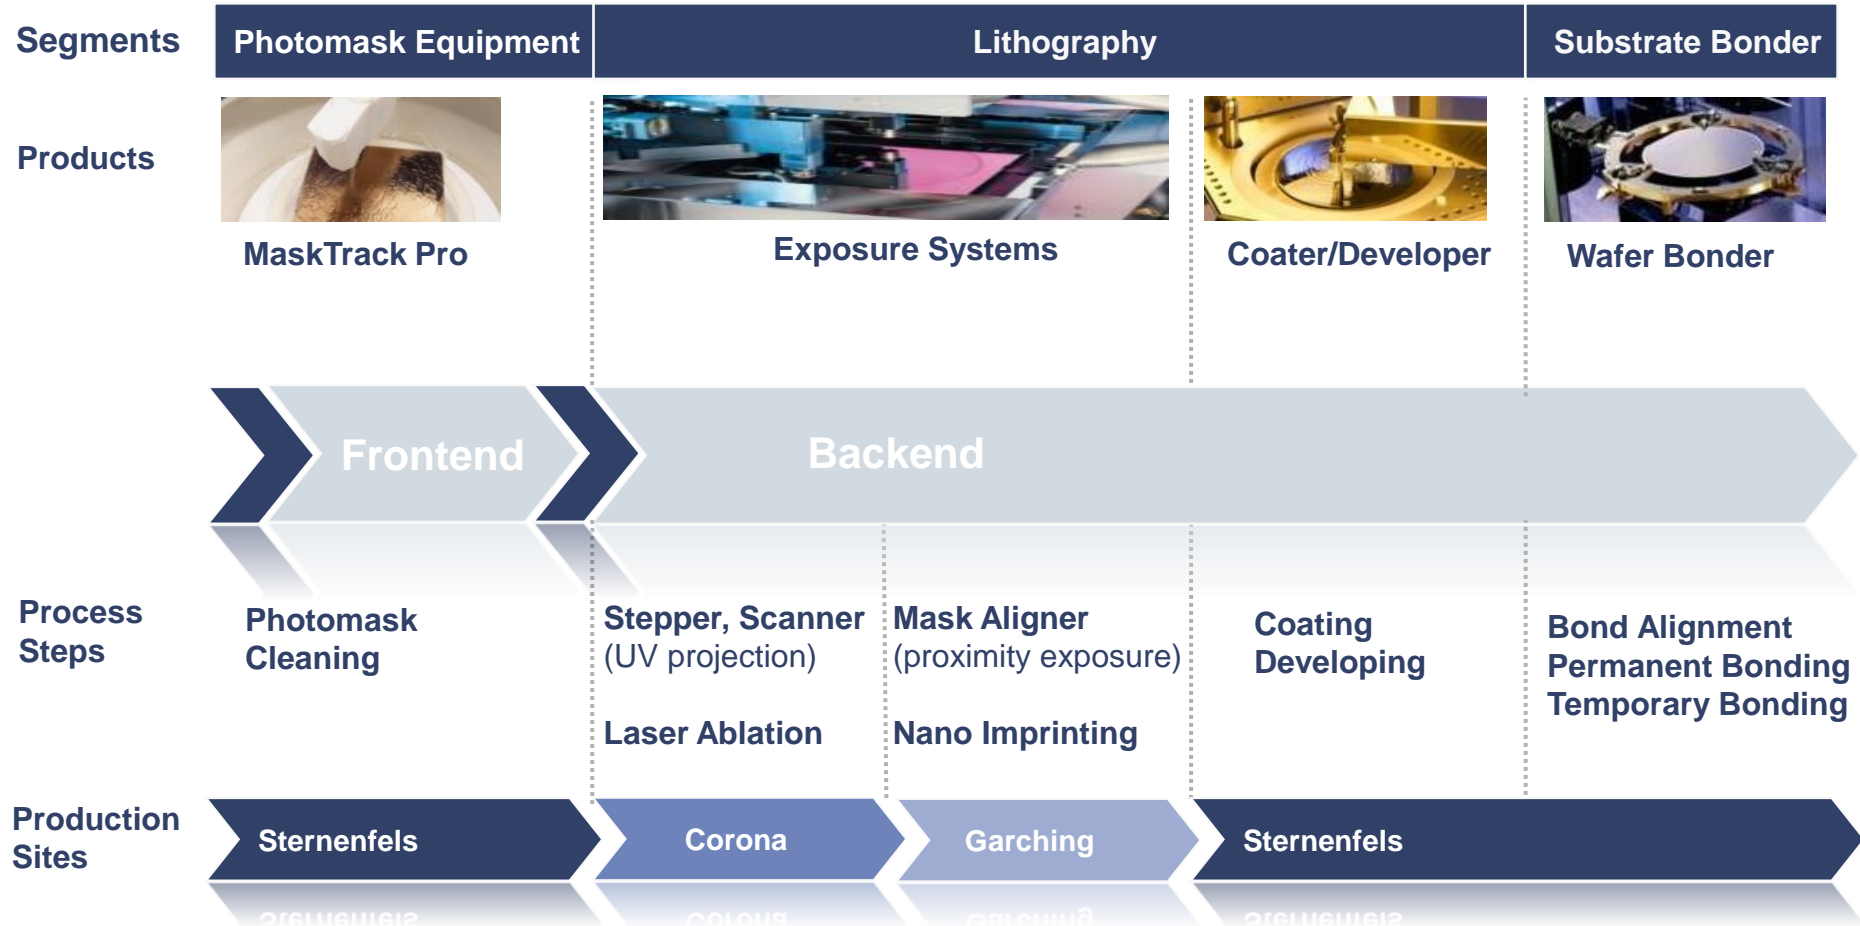 Segments
Photomask Equipment
Lithography
Substrate Bonder
Products
MaskTrack Pro
Exposure Systems
Coater/Developer
Wafer Bonder
Frontend
Backend
Process
Steps
Photomask
Cleaning
Stepper, Scanner
(UV projection)
Laser Ablation
Mask Aligner
(proximity exposure)
Nano Imprinting
Coating
Developing
Bond Alignment
Permanent Bonding
Temporary Bonding
Production
Sites
Sternenfels
Corona
Garching
Sternenfels